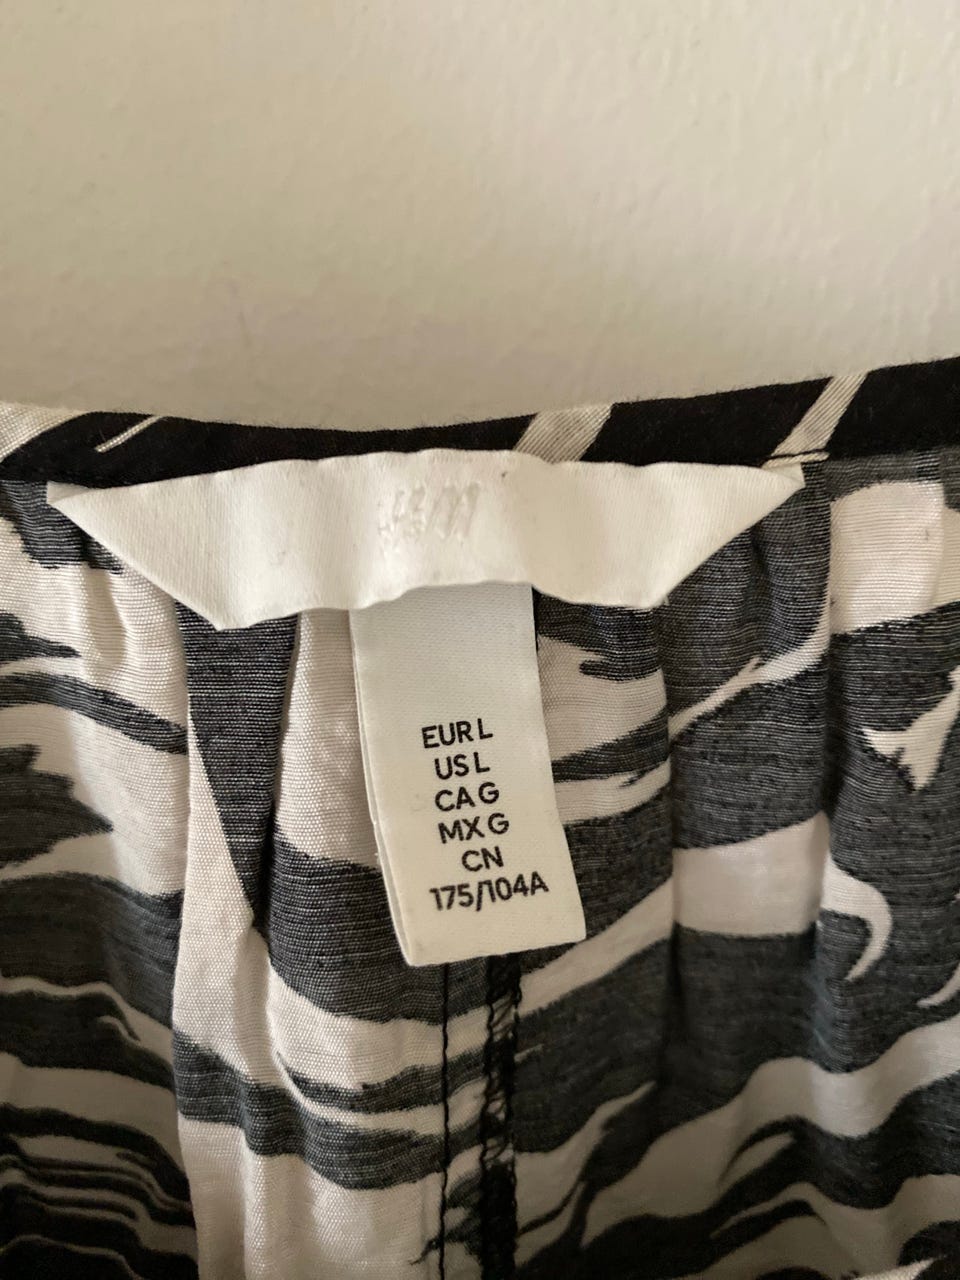 H&M
EUR L
US L
CA G
MX G
CN
175/104A